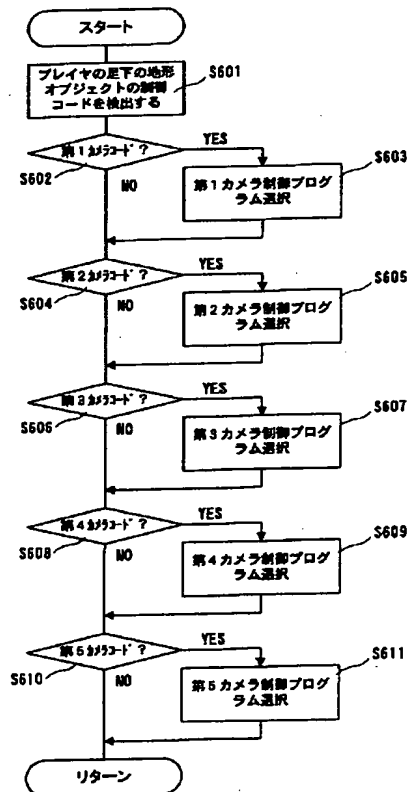 スタート
プレイヤの足下の地形
オブジェクトの制御
コードを検出する
S601
第1カメラコード?
YES
S602
NO
第1カメラ制御プログ
ラム選択
S603
第2カメラコード?
YES
S604
NO
第2カメラ制御プログ
ラム選択
S605
第3カメラコード?
YES
S606
NO
第3カメラ制御プログ
ラム選択
S607
第4カメラコード?
YES
S608
NO
第4カメラ制御プログ
ラム選択
S609
第5カメラコード?
YES
S610
NO
第5カメラ制御プログ
ラム選択
S611
リターン